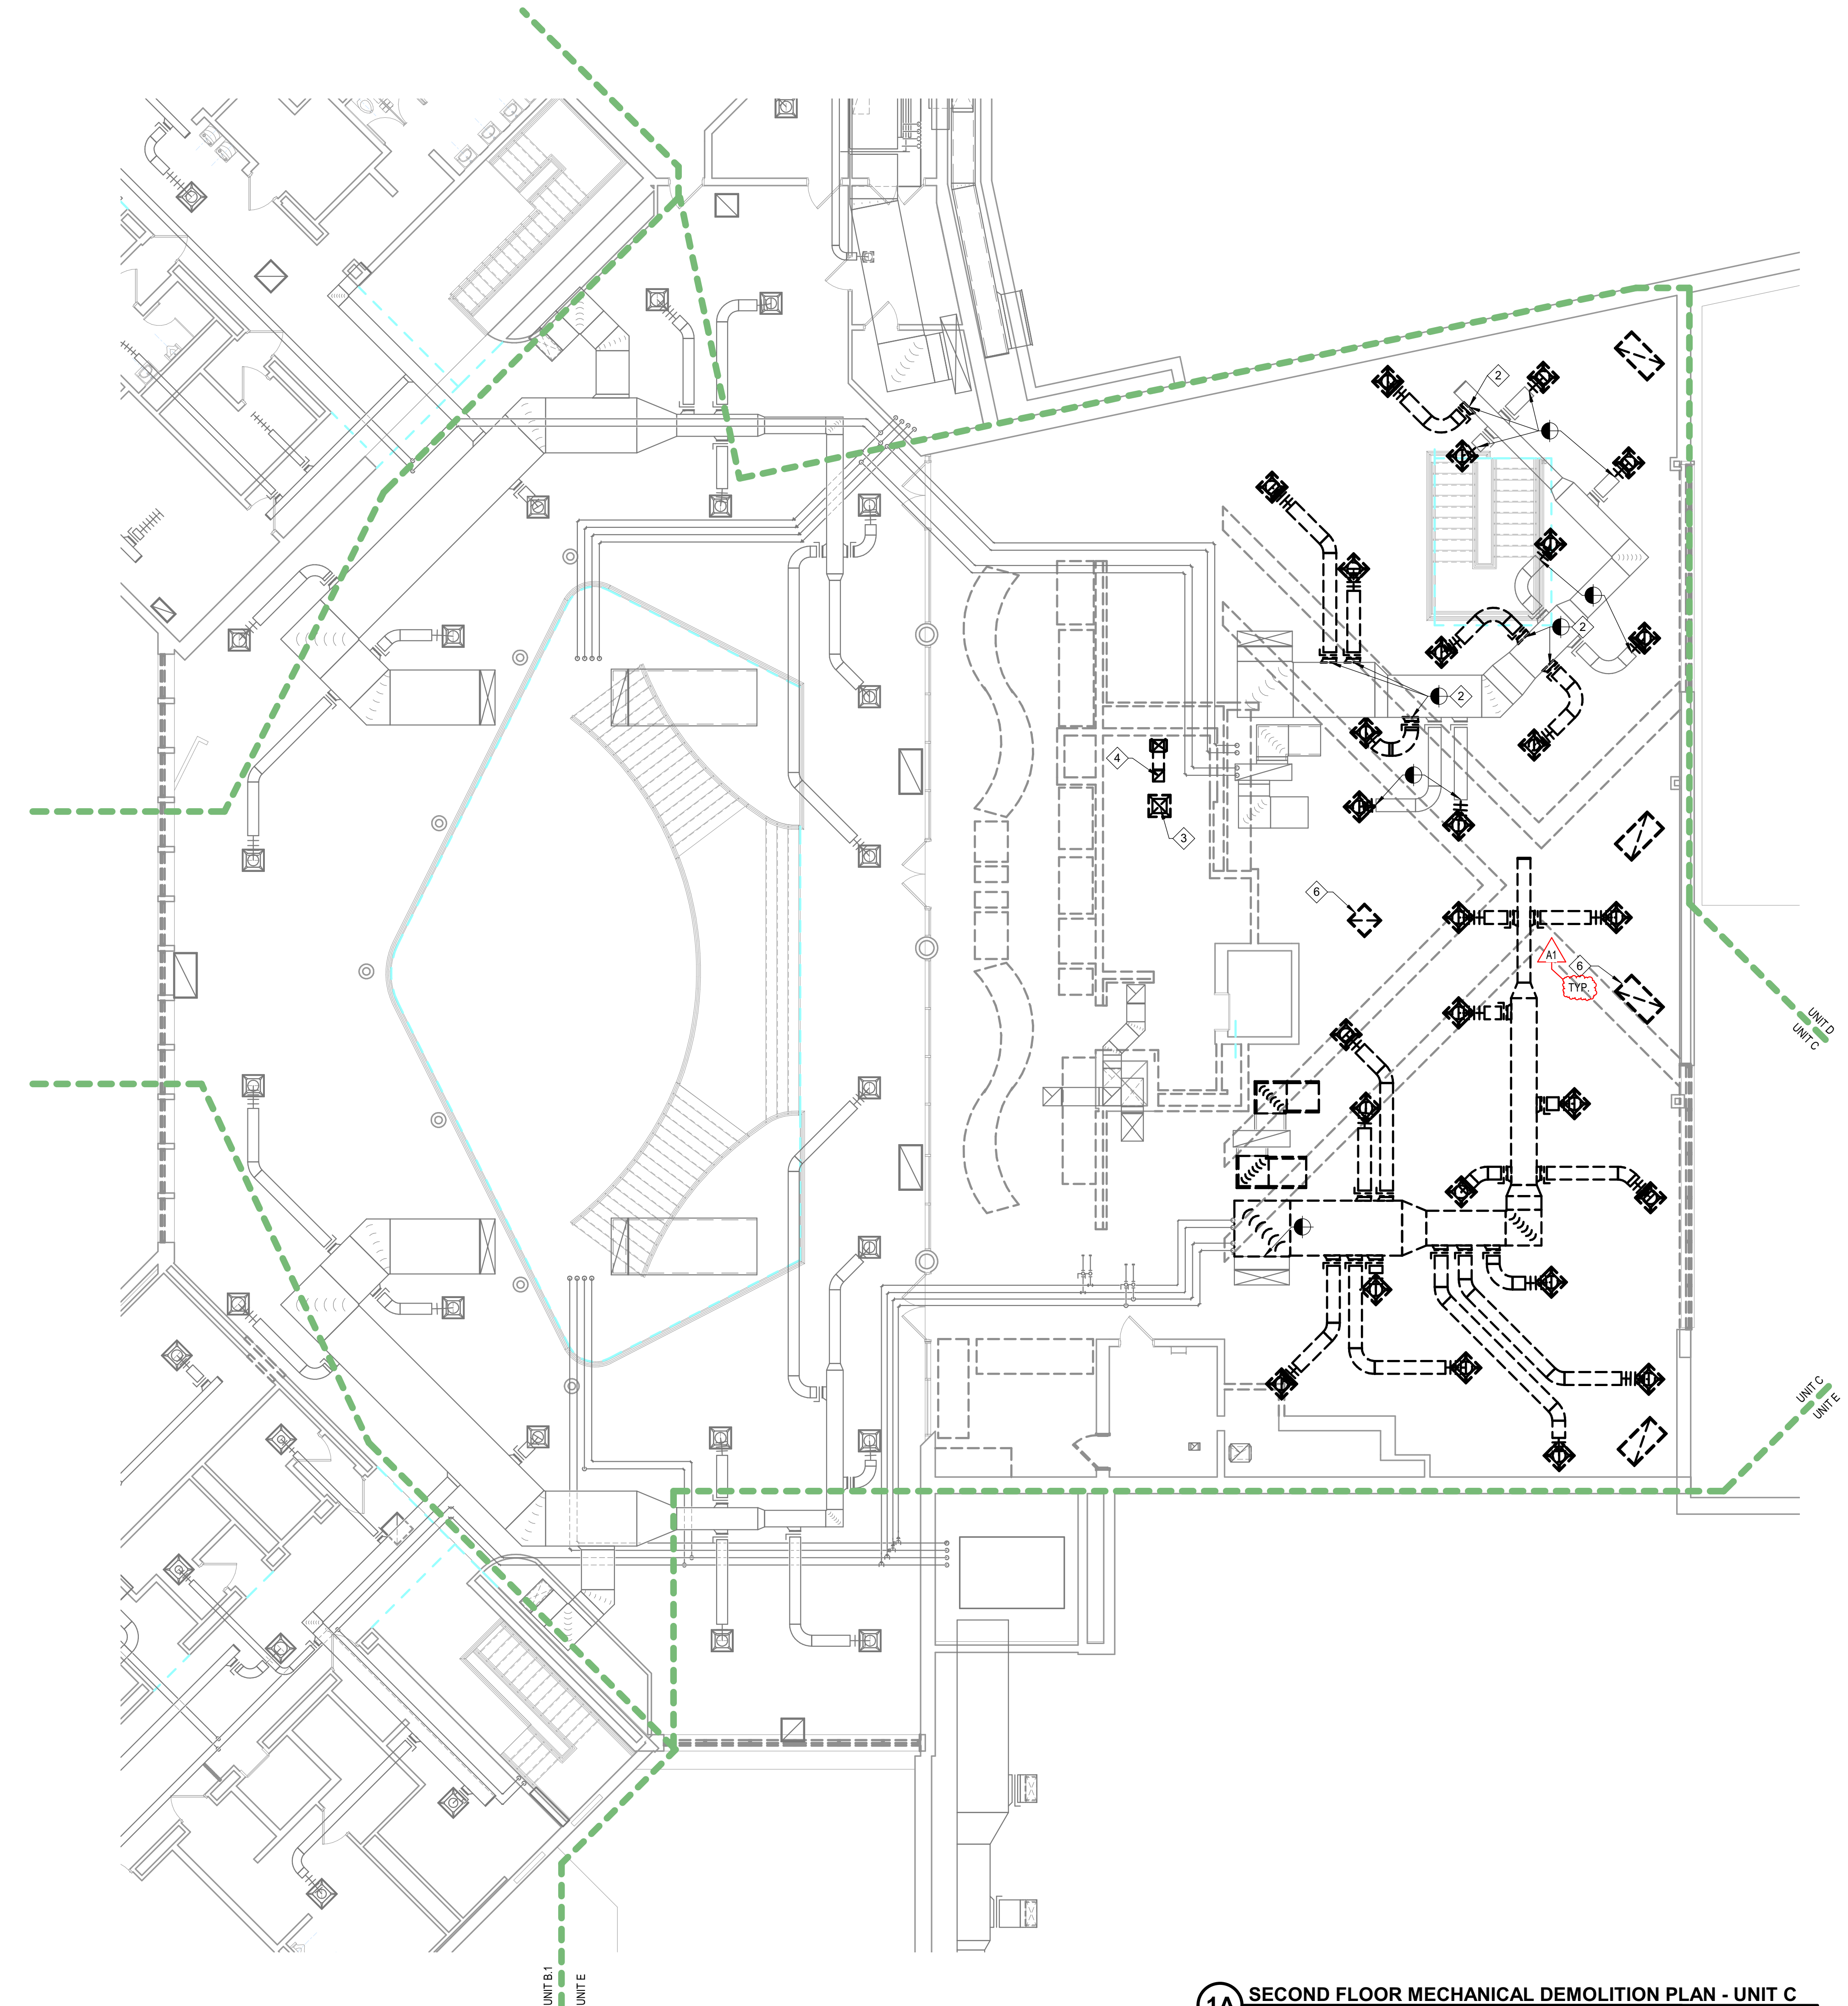 2
2
2
4
3
6
A1
6
TYP.
UNIT D
UNIT C
UNIT C
UNIT E
UNIT B.1
UNIT E
1A
SECOND FLOOR MECHANICAL DEMOLITION PLAN - UNIT C